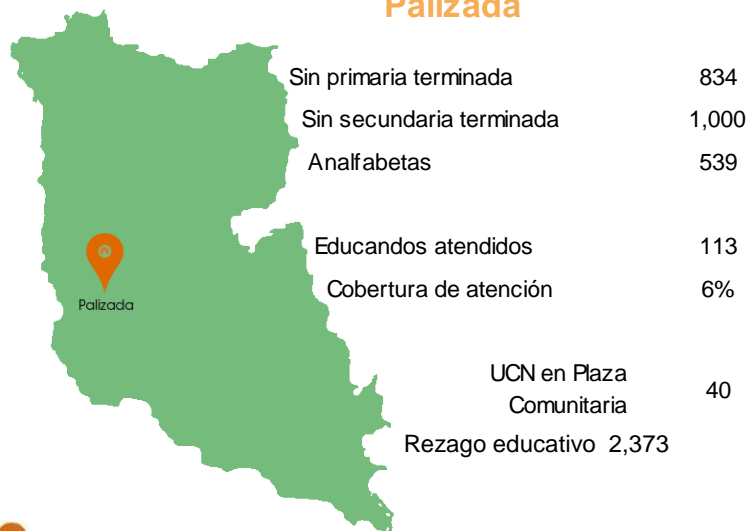 Palizada
Sin primaria terminada 834
Sin secundaria terminada 1,000
Analfabetas 539
Educandos atendidos 113
Palizada
Cobertura de atención 6%
UCN en Plaza
Comunitaria 40
Rezago educativo 2,373